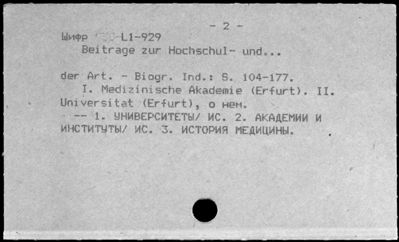 - 2 -
Шифр L1-929
Beitrage zur Hochschul- und...
der Art. - Biogr. Ind.: S. 104-177.
I. Medizinische Akademie (Erfurt). II.
Universitat (Erfurt), о нем.
-- 1. УНИВЕРСИТЕТЫ/ ИС. 2. АКАДЕМИИ И
ИНСТИТУТЫ/ ИС. 3. ИСТОРИЯ МЕДИЦИНЫ.